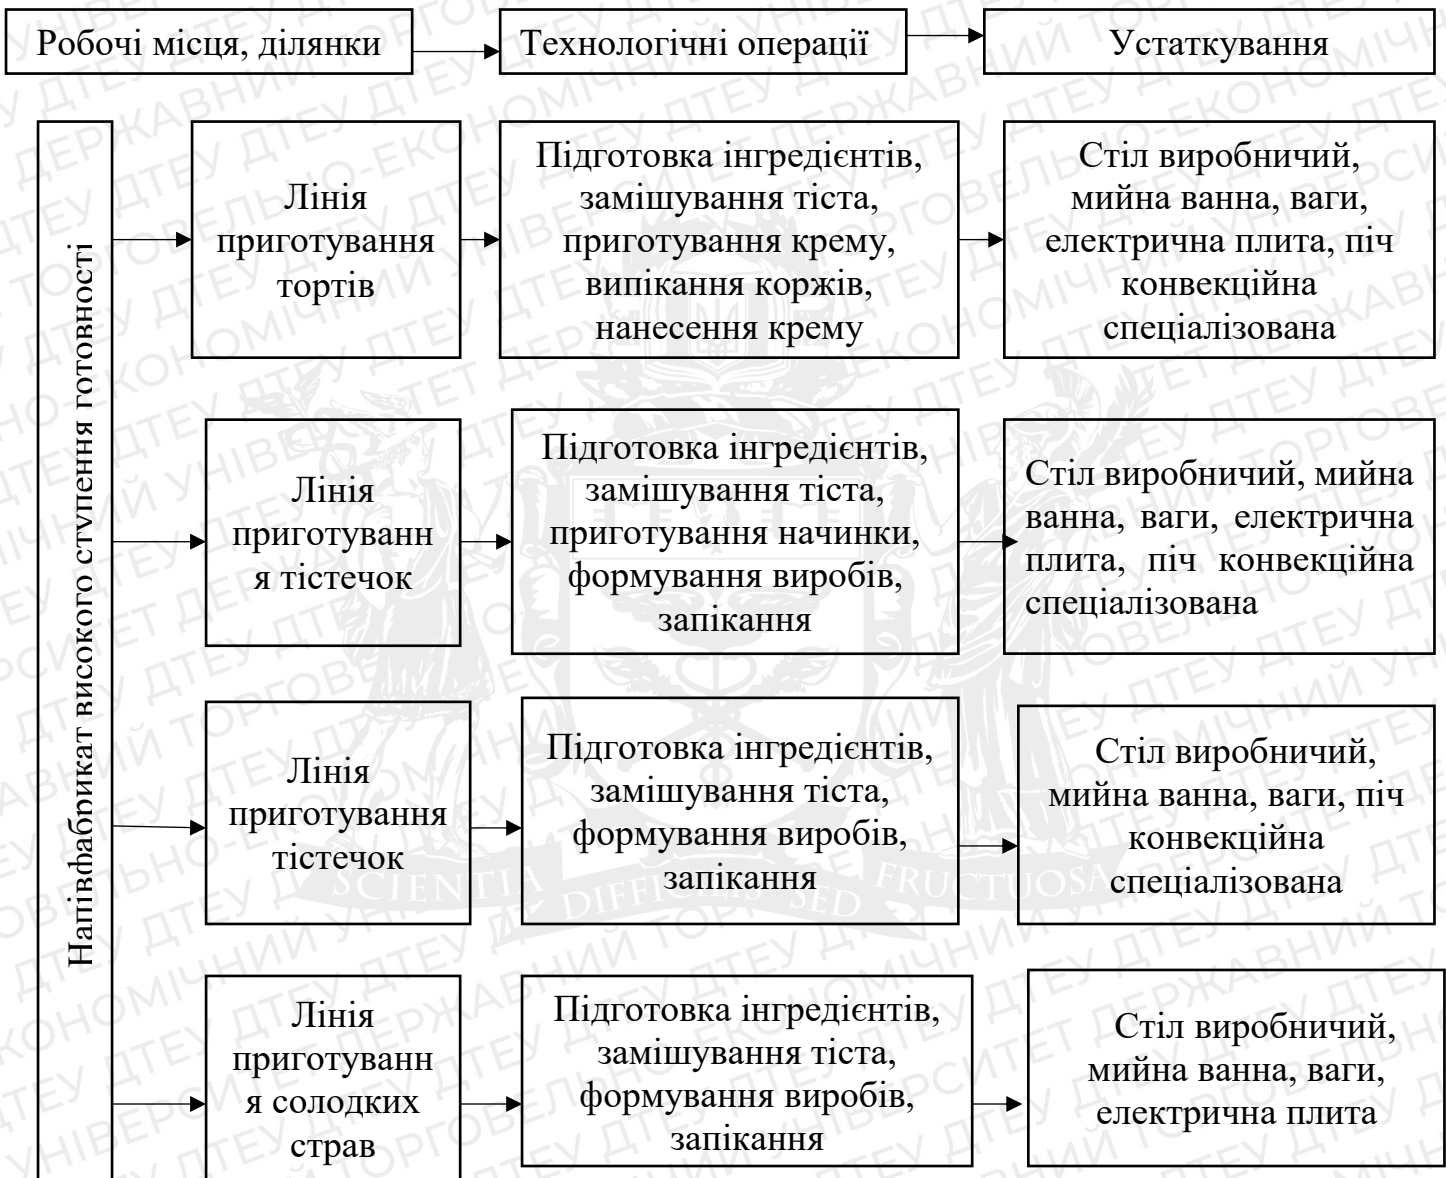 Робочі місця, ділянки
Технологічні операції
Устаткування
Напівфабрикат високого ступення готовності
Лінія
приготування
тортів
Підготовка інгредієнтів,
замішування тіста,
приготування крему,
випікання коржів,
нанесення крему
Стіл виробничий,
мийна ванна, ваги,
електрична плита, піч
конвекційна
спеціалізована
Лінія
приготуванн
я тістечок
Підготовка інгредієнтів,
замішування тіста,
приготування начинки,
формування виробів,
запікання
Стіл виробничий, мийна
ванна, ваги, електрична
плита, піч конвекційна
спеціалізована
Лінія
приготування
тістечок
Підготовка інгредієнтів,
замішування тіста,
формування виробів,
запікання
Стіл виробничий,
мийна ванна, ваги, піч
конвекційна
спеціалізована
Лінія
приготуванн
я солодких
страв
Підготовка інгредієнтів,
замішування тіста,
формування виробів,
запікання
Стіл виробничий,
мийна ванна, ваги,
електрична плита
SCIENTIA DIFFICILIS SED FRUCTUOSA